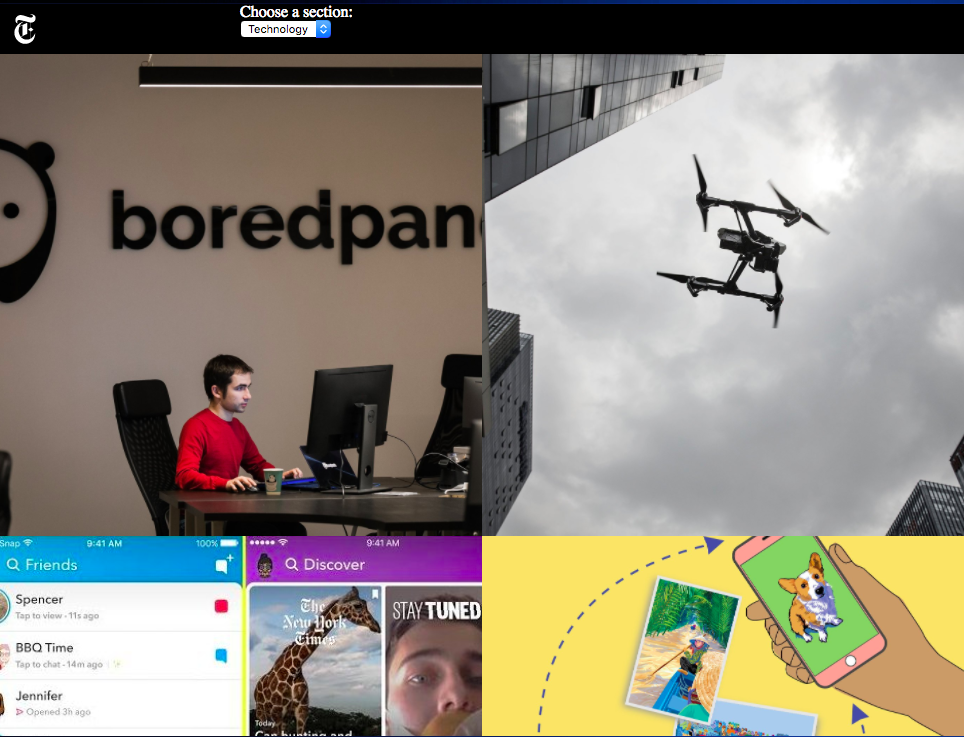 Choose a section:
Technology
boredpan
Snap 9:41 AM 100%
Friends
Spencer
Tap to view - 11s ago
BBQ Time
Tap to chat - 14m ago
Jennifer
Opened 3h ago
9:41 AM
Discover
The
New York
Times
Today
Can hunting and
STAY TUNED